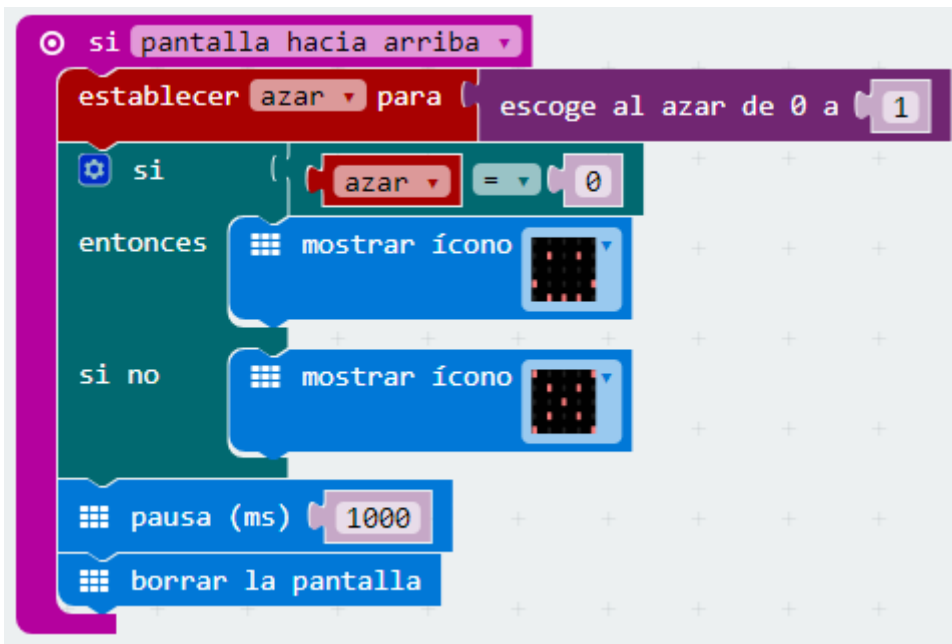 si pantalla hacia arriba
establecer azar para escoge al azar de 0 a 1
si azar = 0
entonces mostrar ícono
si no mostrar ícono
pausa (ms) 1000
borrar la pantalla